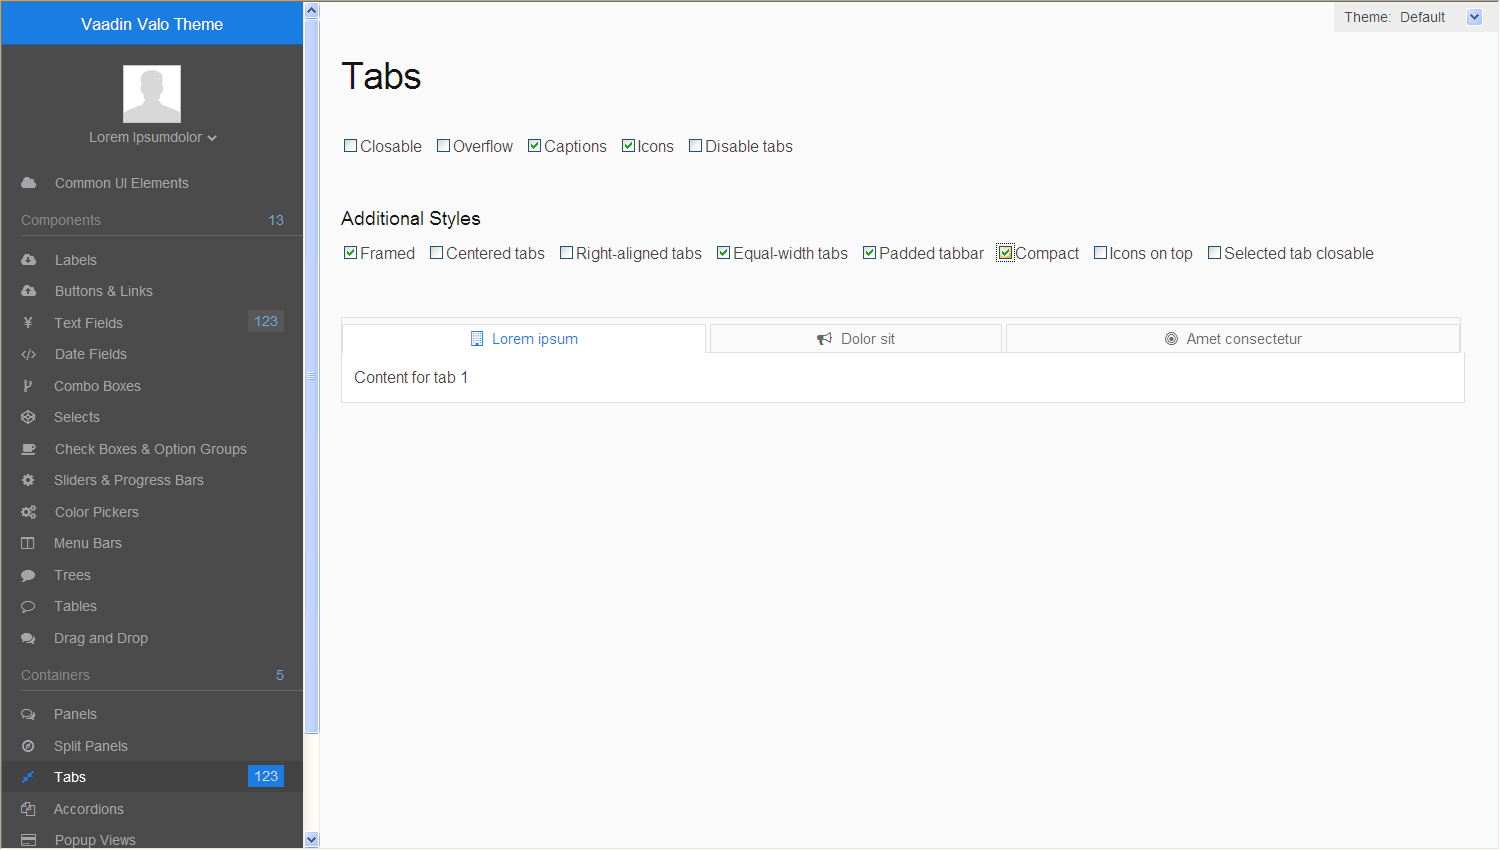 Vaadin Valo Theme
Lorem Ipsumdolor
Common UI Elements
Components 13
Labels
Buttons & Links
Text Fields 123
Date Fields
Combo Boxes
Selects
Check Boxes & Option Groups
Sliders & Progress Bars
Color Pickers
Menu Bars
Trees
Tables
Drag and Drop
Containers 5
Panels
Split Panels
Tabs 123
Accordions
Popup Views
Theme: Default
Tabs
Closable Overflow Captions Icons Disable tabs
Additional Styles
Framed Centered tabs Right-aligned tabs Equal-width tabs Padded tabbar Compact Icons on top Selected tab closable
Lorem ipsum Dolor sit Amet consectetur
Content for tab 1